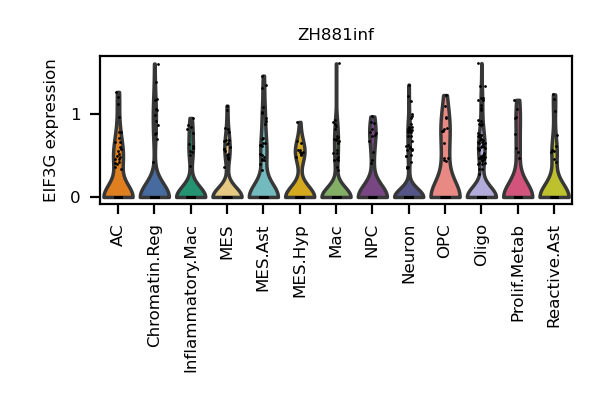 ZH881inf
EIF3G expression
1
0
AC
Chromatin.Reg
Inflammatory.Mac
MES
MES.Ast
MES.Hyp
Mac
NPC
Neuron
OPC
Oligo
Prolif.Metab
Reactive.Ast